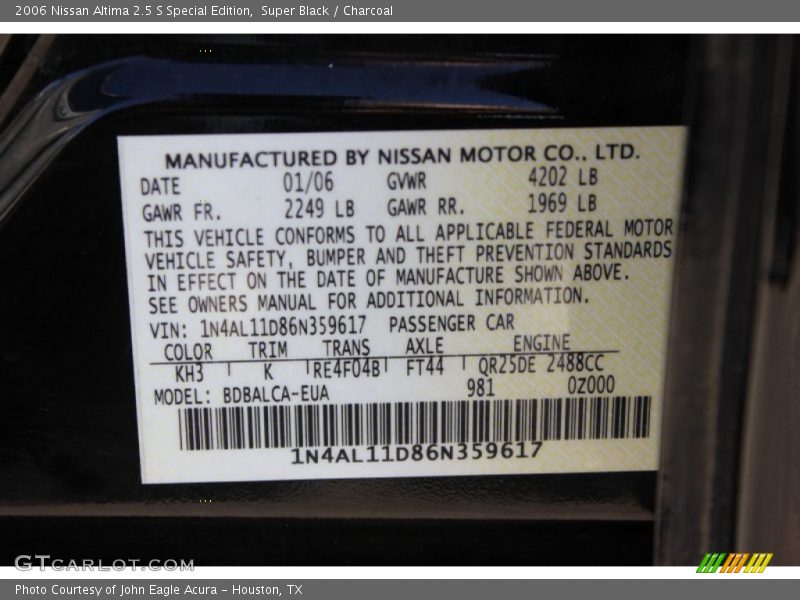 2006 Nissan Altima 2.5 S Special Edition, Super Black / Charcoal
MANUFACTURED BY NISSAN MOTOR CO., LTD.
DATE 01/06 GVWR 4202 LB
GAWR FR. 2249 LB GAWR RR. 1969 LB
THIS VEHICLE CONFORMS TO ALL APPLICABLE FEDERAL MOTOR
VEHICLE SAFETY, BUMPER AND THEFT PREVENTION STANDARDS
IN EFFECT ON THE DATE OF MANUFACTURE SHOWN ABOVE.
SEE OWNERS MANUAL FOR ADDITIONAL INFORMATION.
VIN: 1N4AL11D86N359617 PASSENGER CAR
COLOR TRIM TRANS AXLE ENGINE
KH3 K RE4F04B FT44 QR25DE 2488CC
MODEL: BDBALCA-EUA 981 0Z000
1N4AL11D86N359617
GTCARLOT.COM
Photo Courtesy of John Eagle Acura - Houston, TX